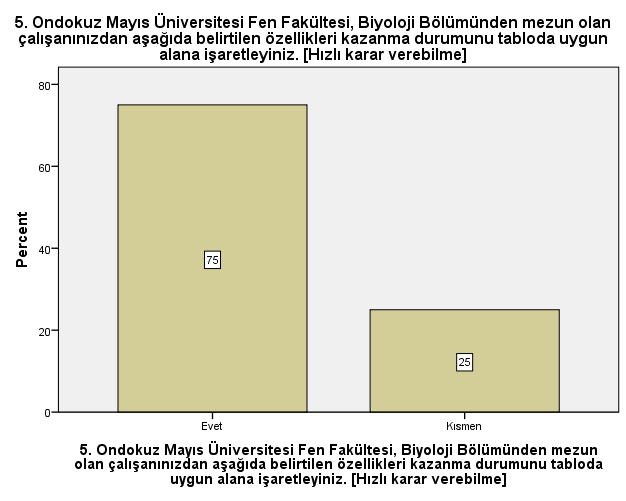 5. Ondokuz Mayıs Üniversitesi Fen Fakültesi, Biyoloji Bölümünden mezun olan
çalışanınızdan aşağıda belirtilen özellikleri kazanma durumunu tabloda uygun
alana işaretleyiniz. [Hızlı karar verebilme]
80
60
40
20
0
Percent
75
25
Evet
Kısmen
5. Ondokuz Mayıs Üniversitesi Fen Fakültesi, Biyoloji Bölümünden mezun
olan çalışanınızdan aşağıda belirtilen özellikleri kazanma durumunu tabloda
uygun alana işaretleyiniz. [Hızlı karar verebilme]